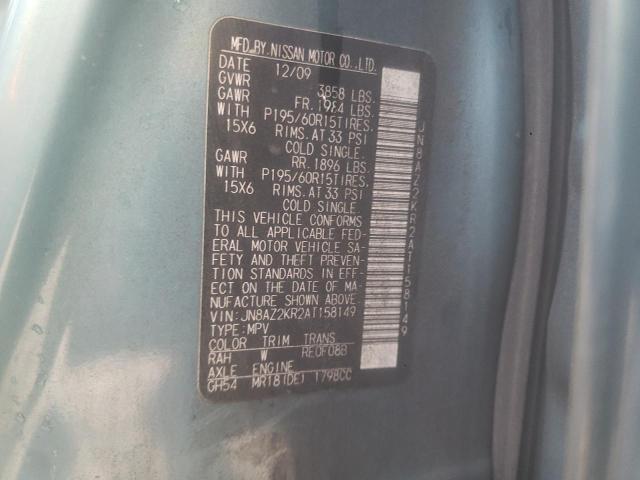 MFD.BY.NISSAN MOTOR CO.,LTD.
DATE 12/09
GVWR 3858 LBS.
GAWR FR. 1984 LBS.
WITH P195/60R15TIRES.
15X6 RIMS.AT 33 PSI
COLD SINGLE.
GAWR RR. 1896 LBS.
WITH P195/60R15TIRES.
15X6 RIMS.AT 33 PSI
COLD SINGLE.
THIS VEHICLE CONFORMS
TO ALL APPLICABLE FED-
ERAL MOTOR VEHICLE SA-
FETY AND THEFT PREVEN-
TION STANDARDS IN EFF-
ECT ON THE DATE OF MA-
NUFACTURE SHOWN ABOVE.
VIN: JN8AZ2KR2AT158149
TYPE:MPV
COLOR TRIM TRANS
RAH W RE0F08B
AXLE ENGINE
GH54 MR18(DE) 1798CC
JN8AZ2KR2AT158149